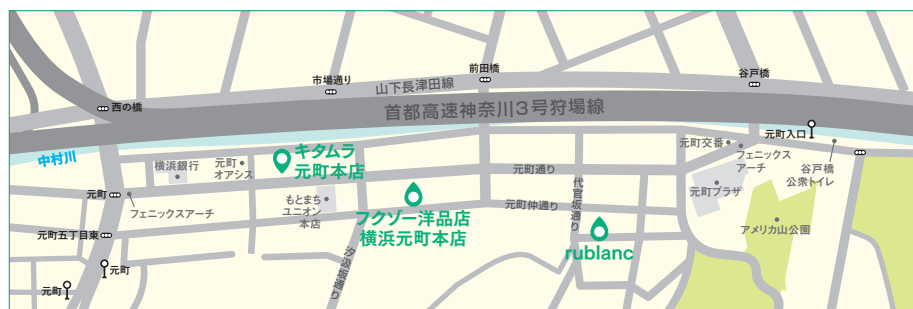 前田橋
市場通り
谷戸橋
山下長津田線
西の橋
首都高速神奈川3号狩場線
元町入口
中村川
キタムラ
元町本店
元町
オアシス
横浜銀行
元町交番
フェニックス
アーチ
元町通り
谷戸橋
公衆トイレ
元町
フェニックスアーチ
もとまち
ユニオン
本店
代官坂通り
元町プラザ
元町仲通り
フクゾー洋品店
横浜元町本店
アメリカ山公園
元町五丁目東
汐汲坂通り
rublanc
元町
元町